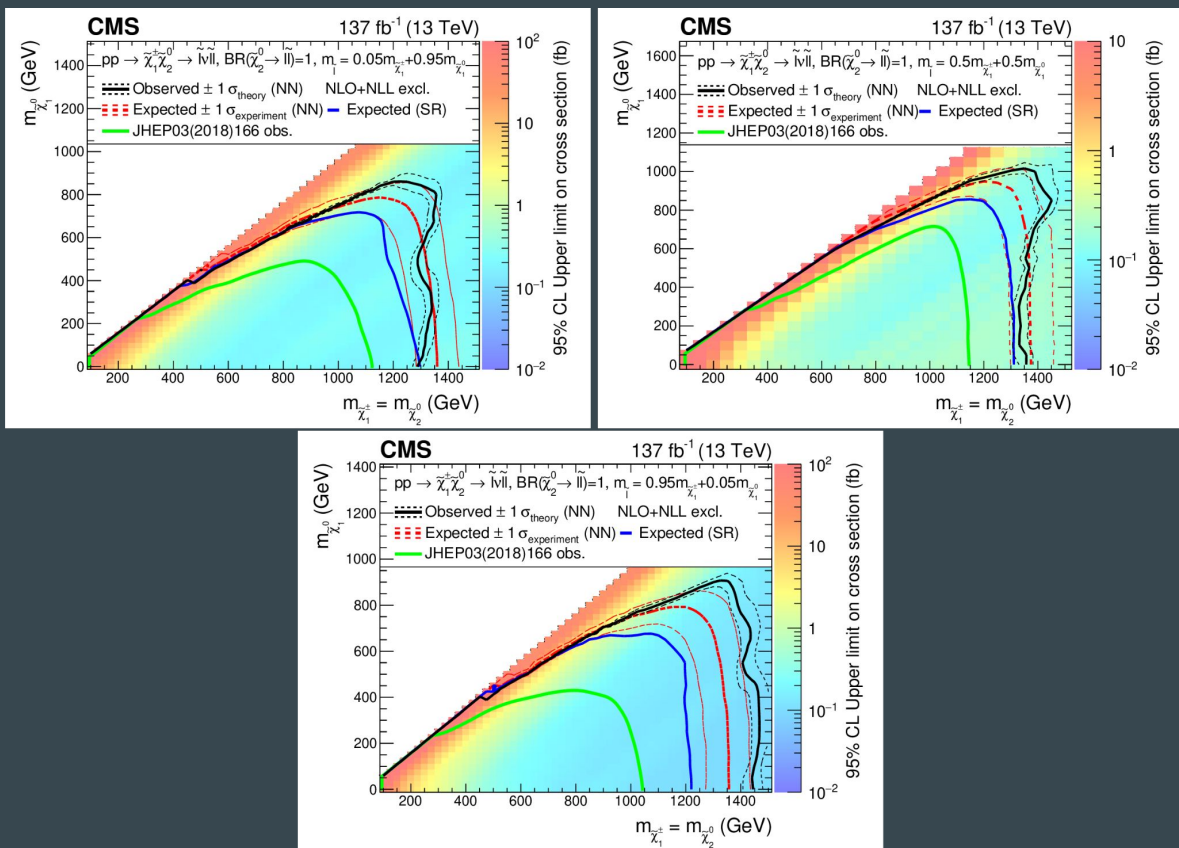 CMS 137 fb⁻¹ (13 TeV)
pp → χ̃₁±χ̃₂⁰ → l̃ν̃l̃l, BR(χ̃₂⁰→l̃l)=1, m_l̃ = 0.05m_χ̃₁± + 0.95m_χ̃₁⁰
Observed ± 1 σ_theory (NN) NLO+NLL excl.
Expected ± 1 σ_experiment (NN) Expected (SR)
JHEP03(2018)166 obs.
m_χ̃₁⁰ (GeV)
1400
1200
1000
800
600
400
200
0
200 400 600 800 1000 1200 1400
m_χ̃₁± = m_χ̃₂⁰ (GeV)
10²
10
1
10⁻¹
10⁻²
95% CL Upper limit on cross section (fb)
CMS 137 fb⁻¹ (13 TeV)
pp → χ̃₁±χ̃₂⁰ → l̃ν̃l̃l, BR(χ̃₂⁰→l̃l)=1, m_l̃ = 0.5m_χ̃₁± + 0.5m_χ̃₁⁰
Observed ± 1 σ_theory (NN) NLO+NLL excl.
Expected ± 1 σ_experiment (NN) Expected (SR)
JHEP03(2018)166 obs.
m_χ̃₁⁰ (GeV)
1600
1400
1200
1000
800
600
400
200
0
200 400 600 800 1000 1200 1400
m_χ̃₁± = m_χ̃₂⁰ (GeV)
10
1
10⁻¹
10⁻²
95% CL Upper limit on cross section (fb)
CMS 137 fb⁻¹ (13 TeV)
pp → χ̃₁±χ̃₂⁰ → l̃ν̃l̃l, BR(χ̃₂⁰→l̃l)=1, m_l̃ = 0.95m_χ̃₁± + 0.05m_χ̃₁⁰
Observed ± 1 σ_theory (NN) NLO+NLL excl.
Expected ± 1 σ_experiment (NN) Expected (SR)
JHEP03(2018)166 obs.
m_χ̃₁⁰ (GeV)
1400
1200
1000
800
600
400
200
0
200 400 600 800 1000 1200 1400
m_χ̃₁± = m_χ̃₂⁰ (GeV)
10²
10
1
10⁻¹
10⁻²
95% CL Upper limit on cross section (fb)